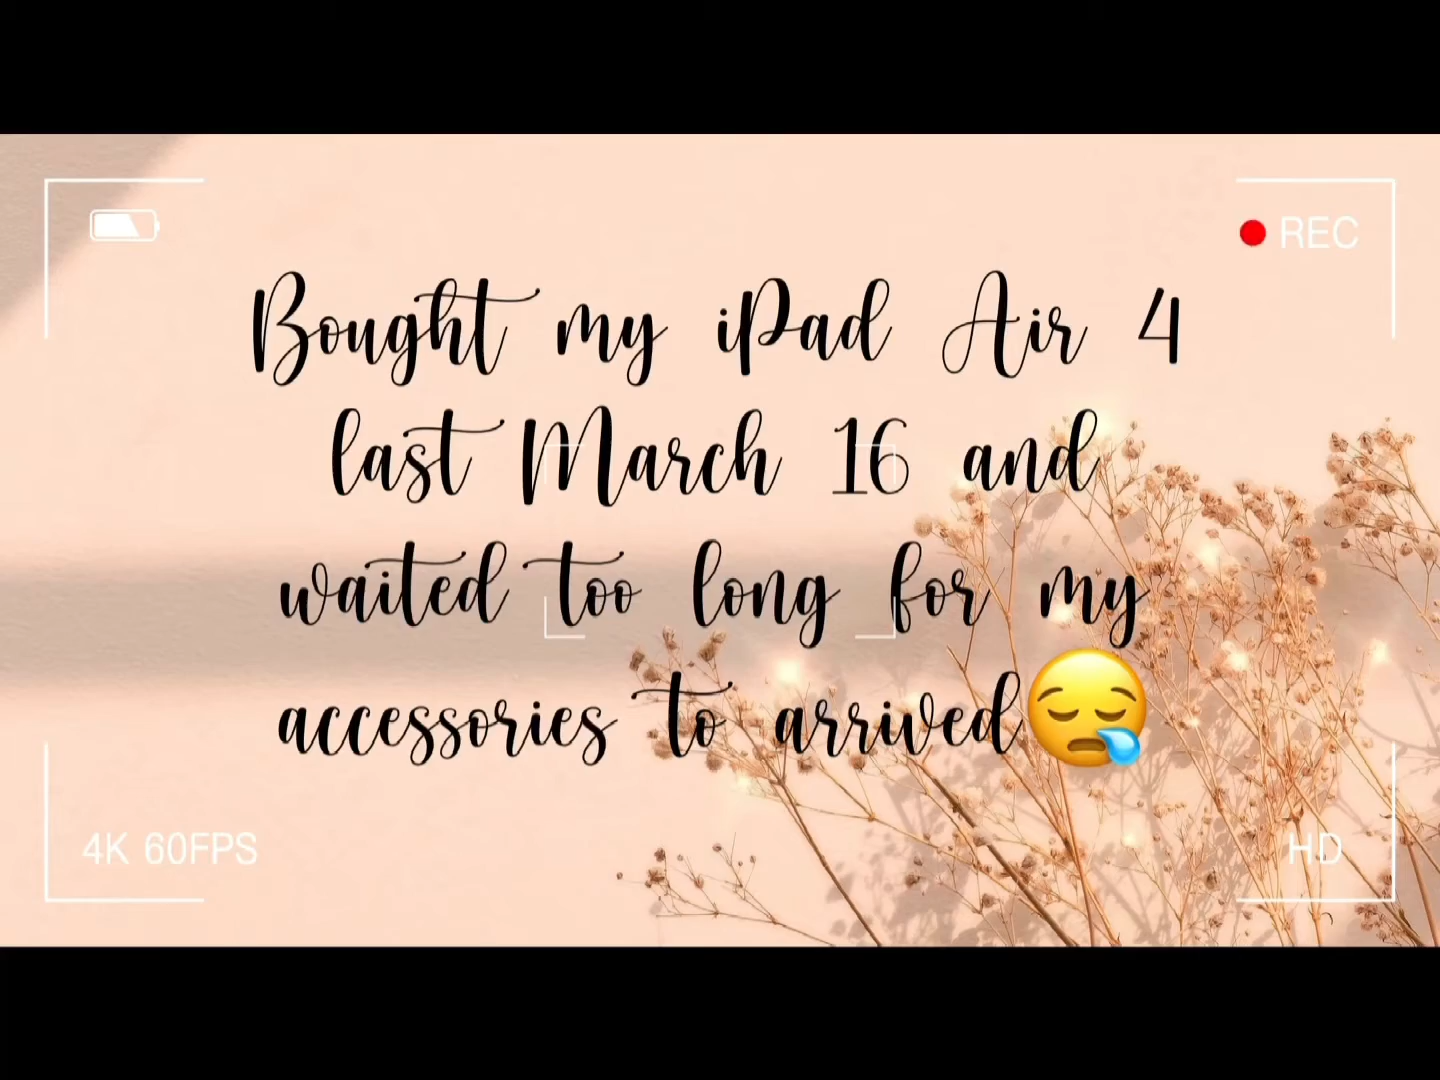 REC
Bought my iPad Air 4
last March 16 and
waited too long for my
accessories to arrived😪
4K 60FPS
HD